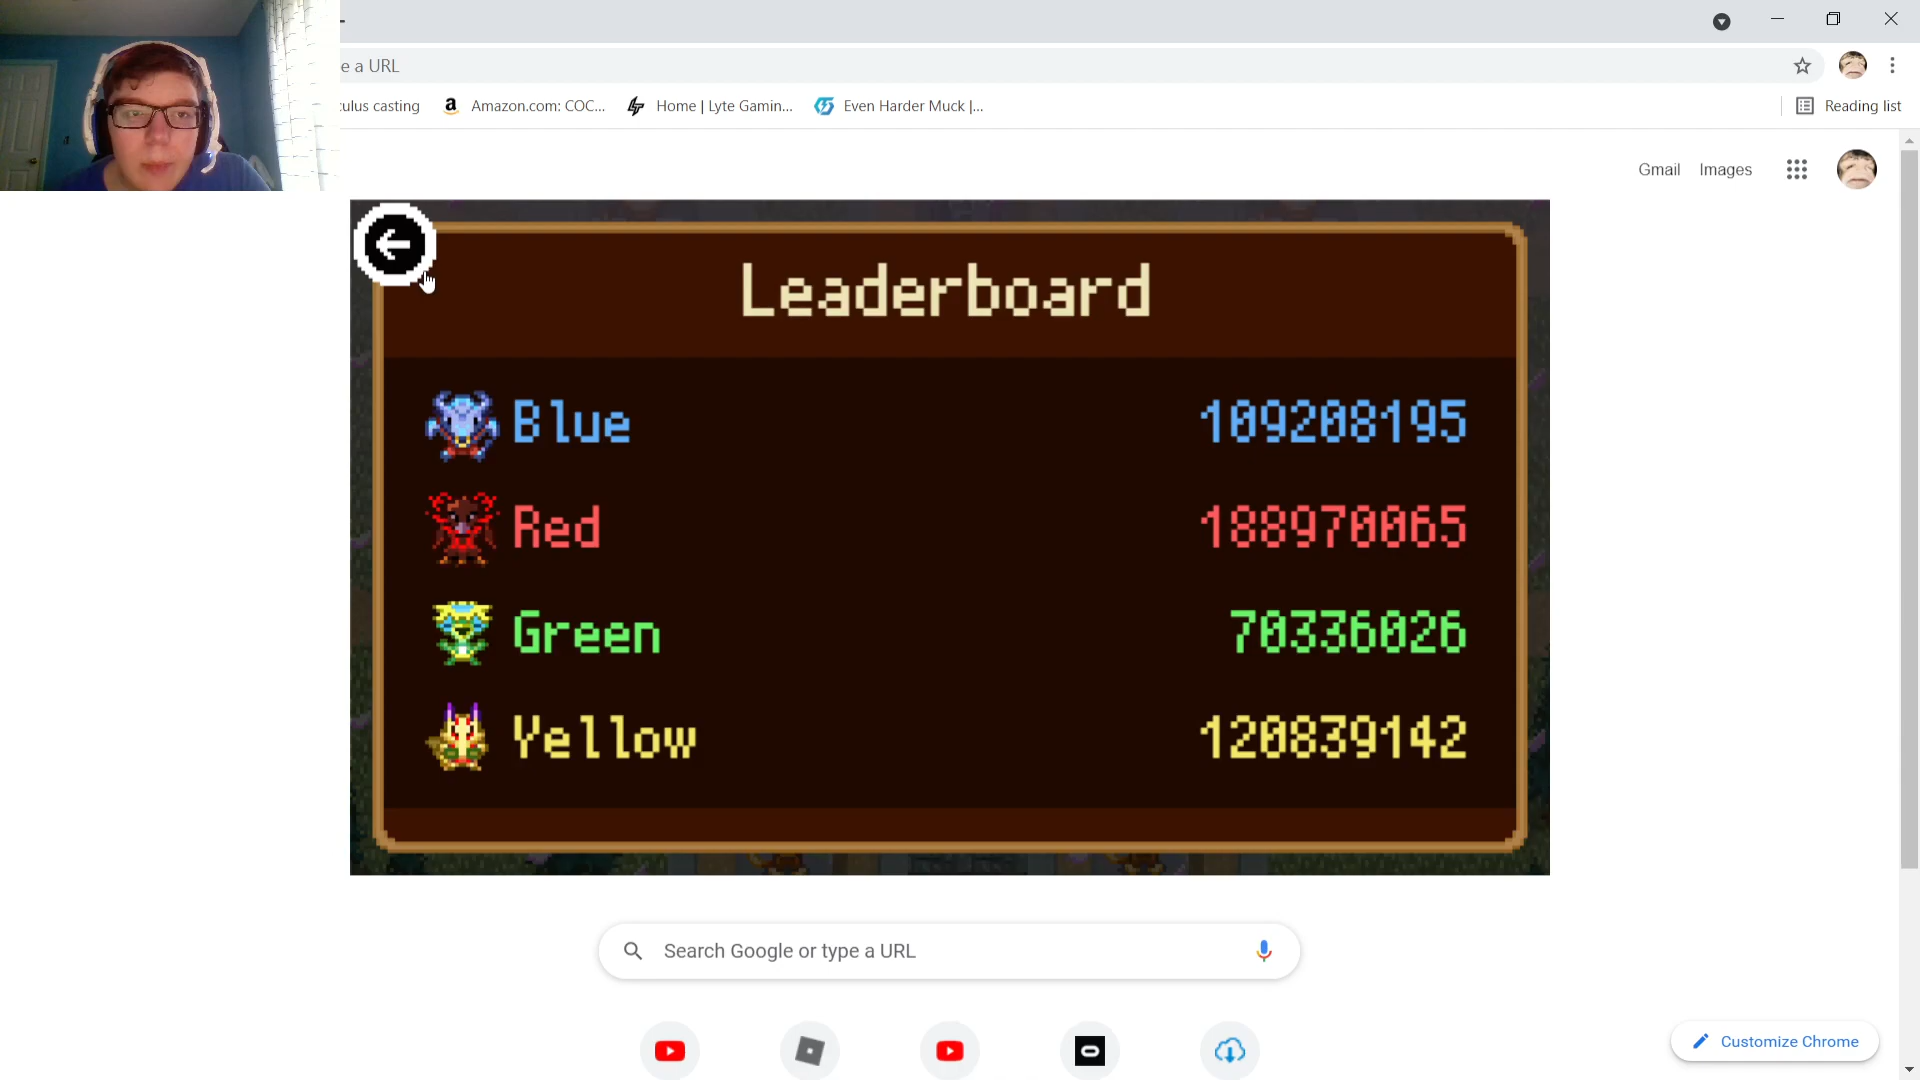 e a URL
ulus casting
Amazon.com: COC...
Home | Lyte Gamin...
Even Harder Muck |...
Reading list
Gmail
Images
Leaderboard
Blue 109208195
Red 188970065
Green 70336026
Yellow 120839142
Search Google or type a URL
Customize Chrome